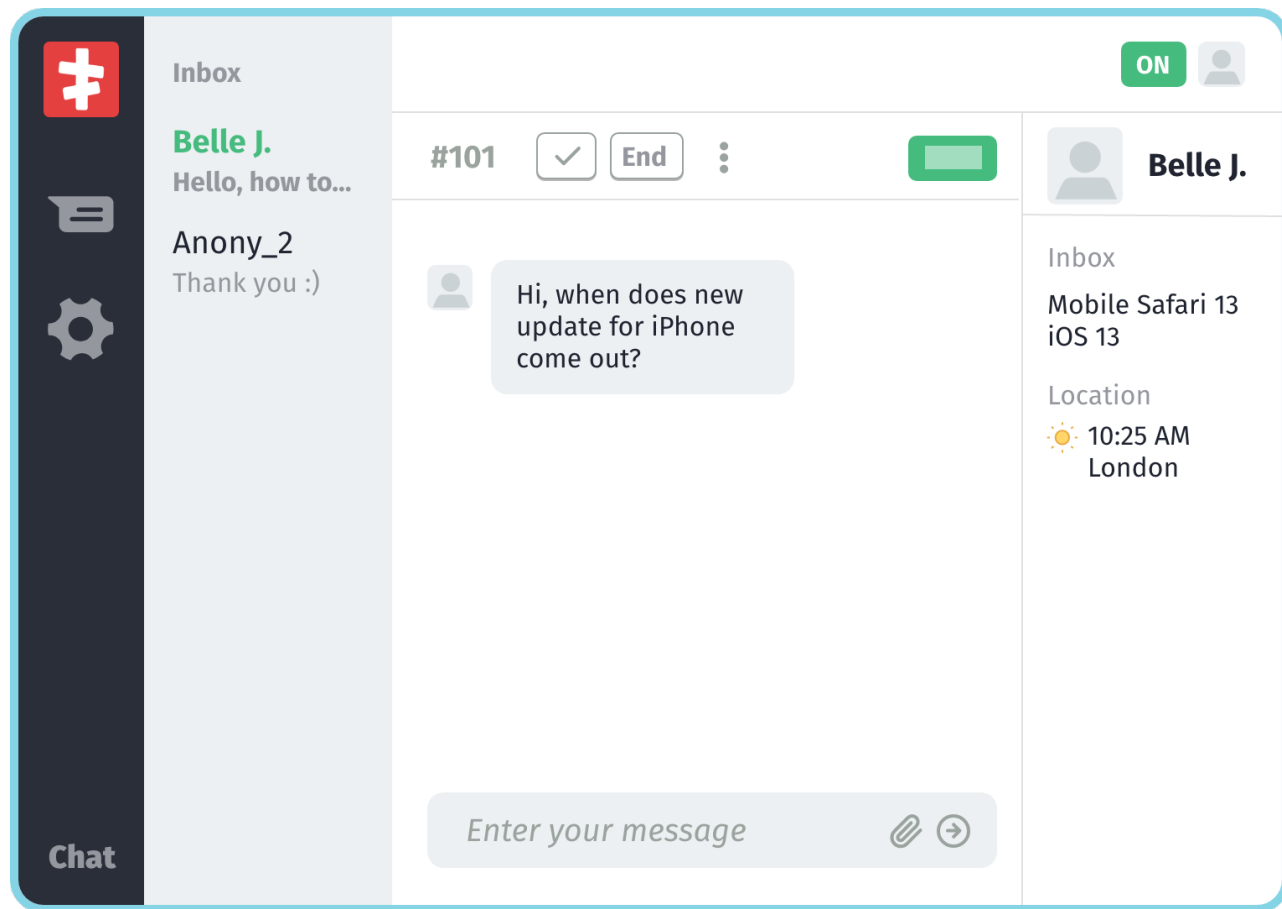 Inbox
Belle J.
Hello, how to...
Anony_2
Thank you :)
Chat
ON
#101
End
Hi, when does new
update for iPhone
come out?
Enter your message
Belle J.
Inbox
Mobile Safari 13
iOS 13
Location
10:25 AM
London